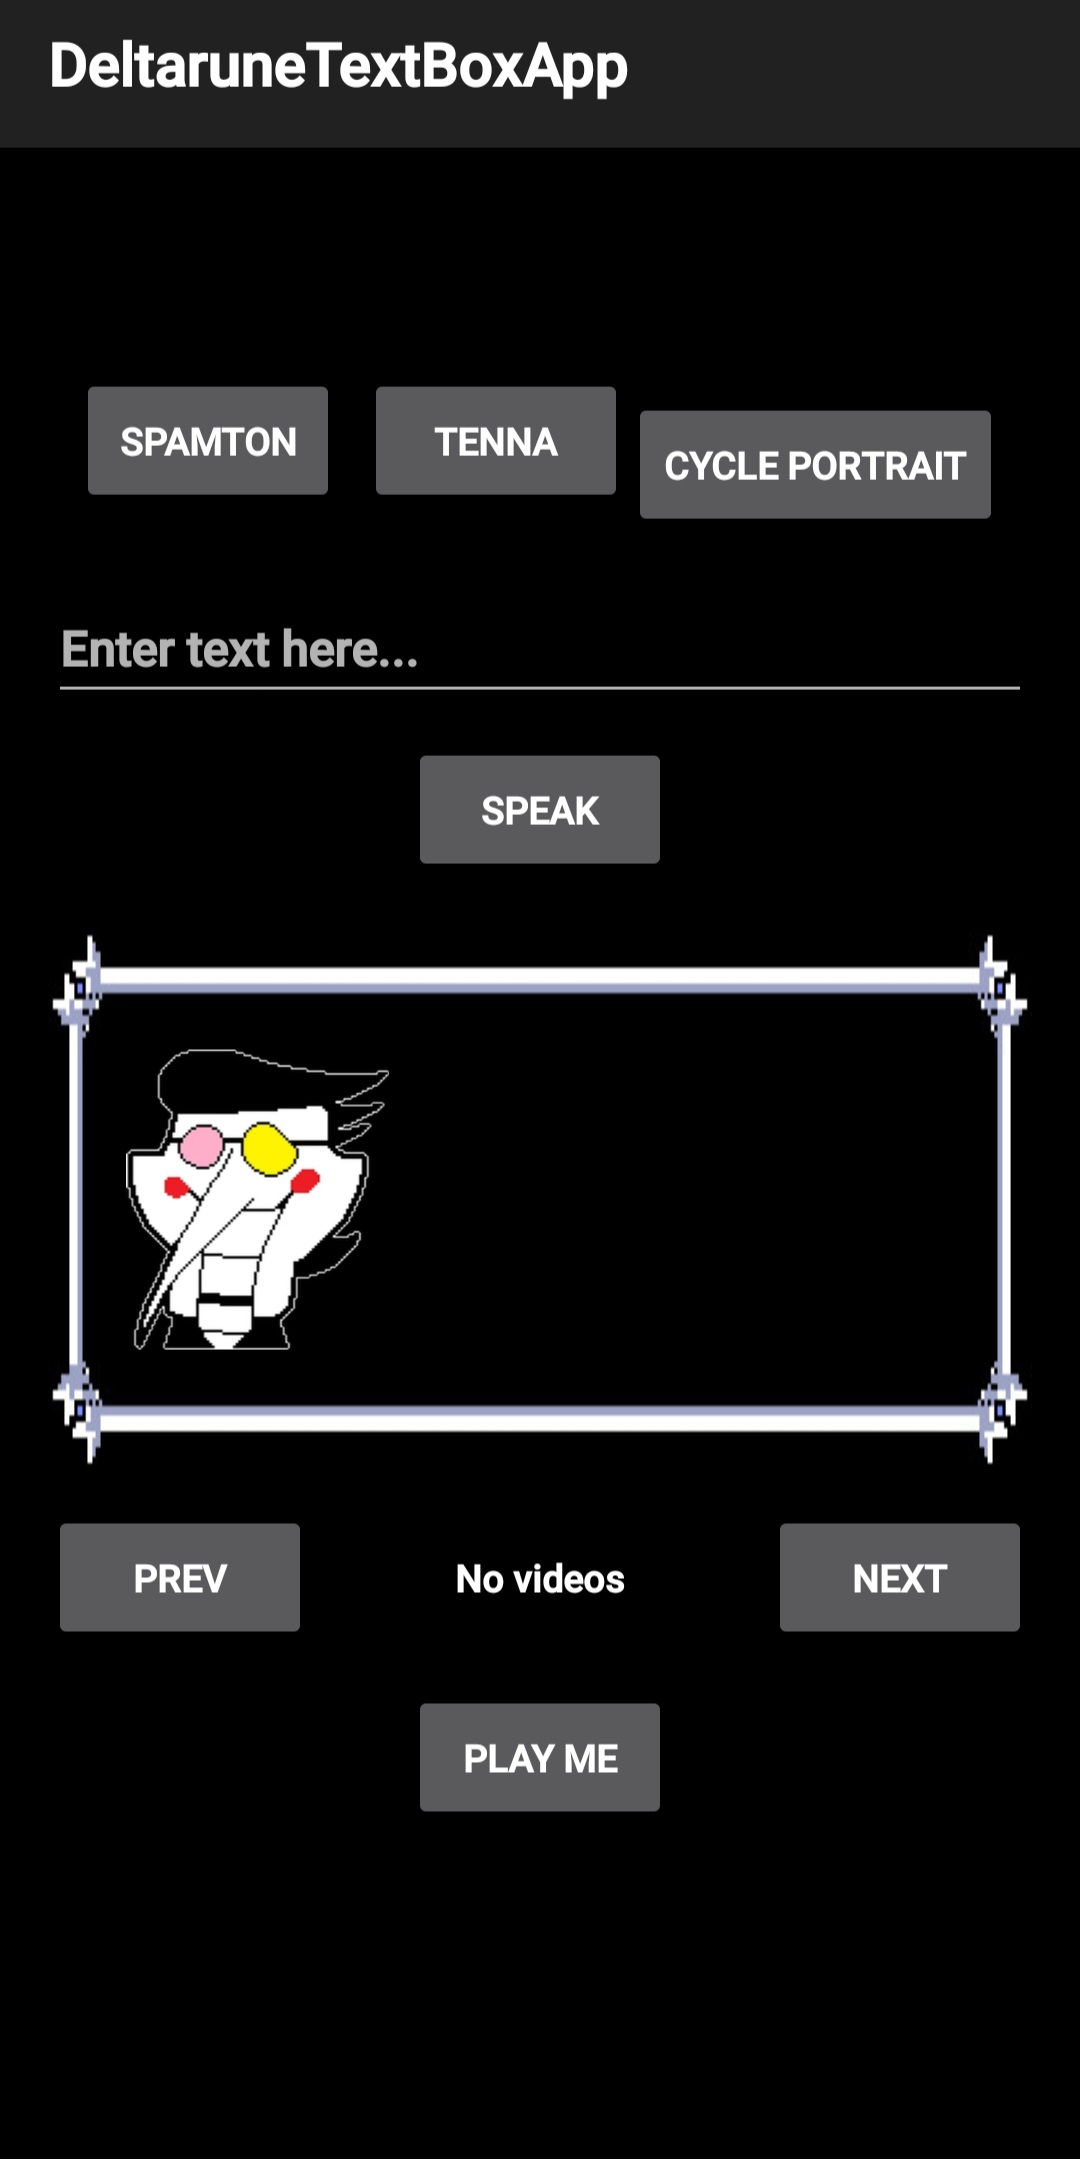 DeltaruneTextBoxApp
SPAMTON TENNA CYCLE PORTRAIT
Enter text here...
SPEAK
PREV No videos NEXT
PLAY ME